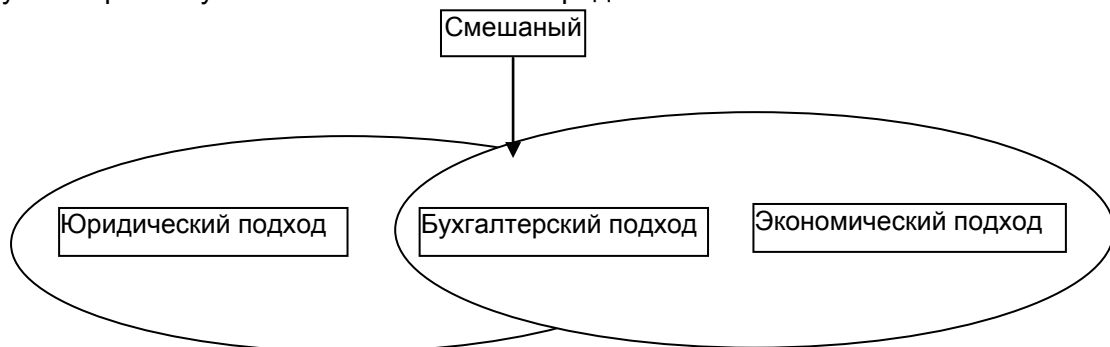 Смешаный
Юридический подход
Бухгалтерский подход
Экономический подход